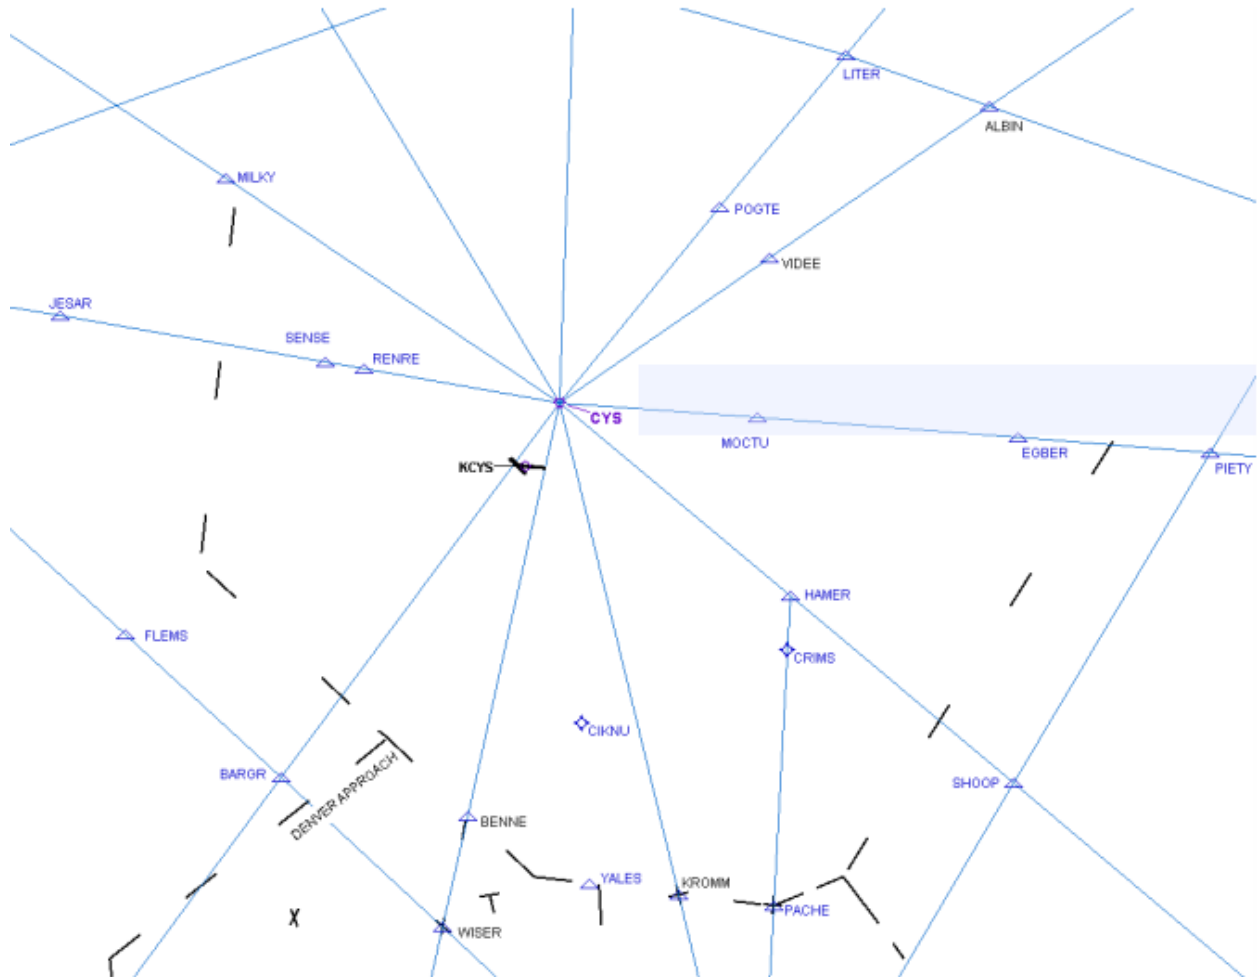 LITER
ALBIN
MILKY
POGTE
VIDEE
JESAR
SENSE
RENRE
CYS
MOCTU
EGBER
PIETY
KCYS
HAMER
FLEMS
CRIMS
CIKNU
BARGR
SHOOP
DENVER APPROACH
BENNE
YALES
KROMM
PACHE
WISER